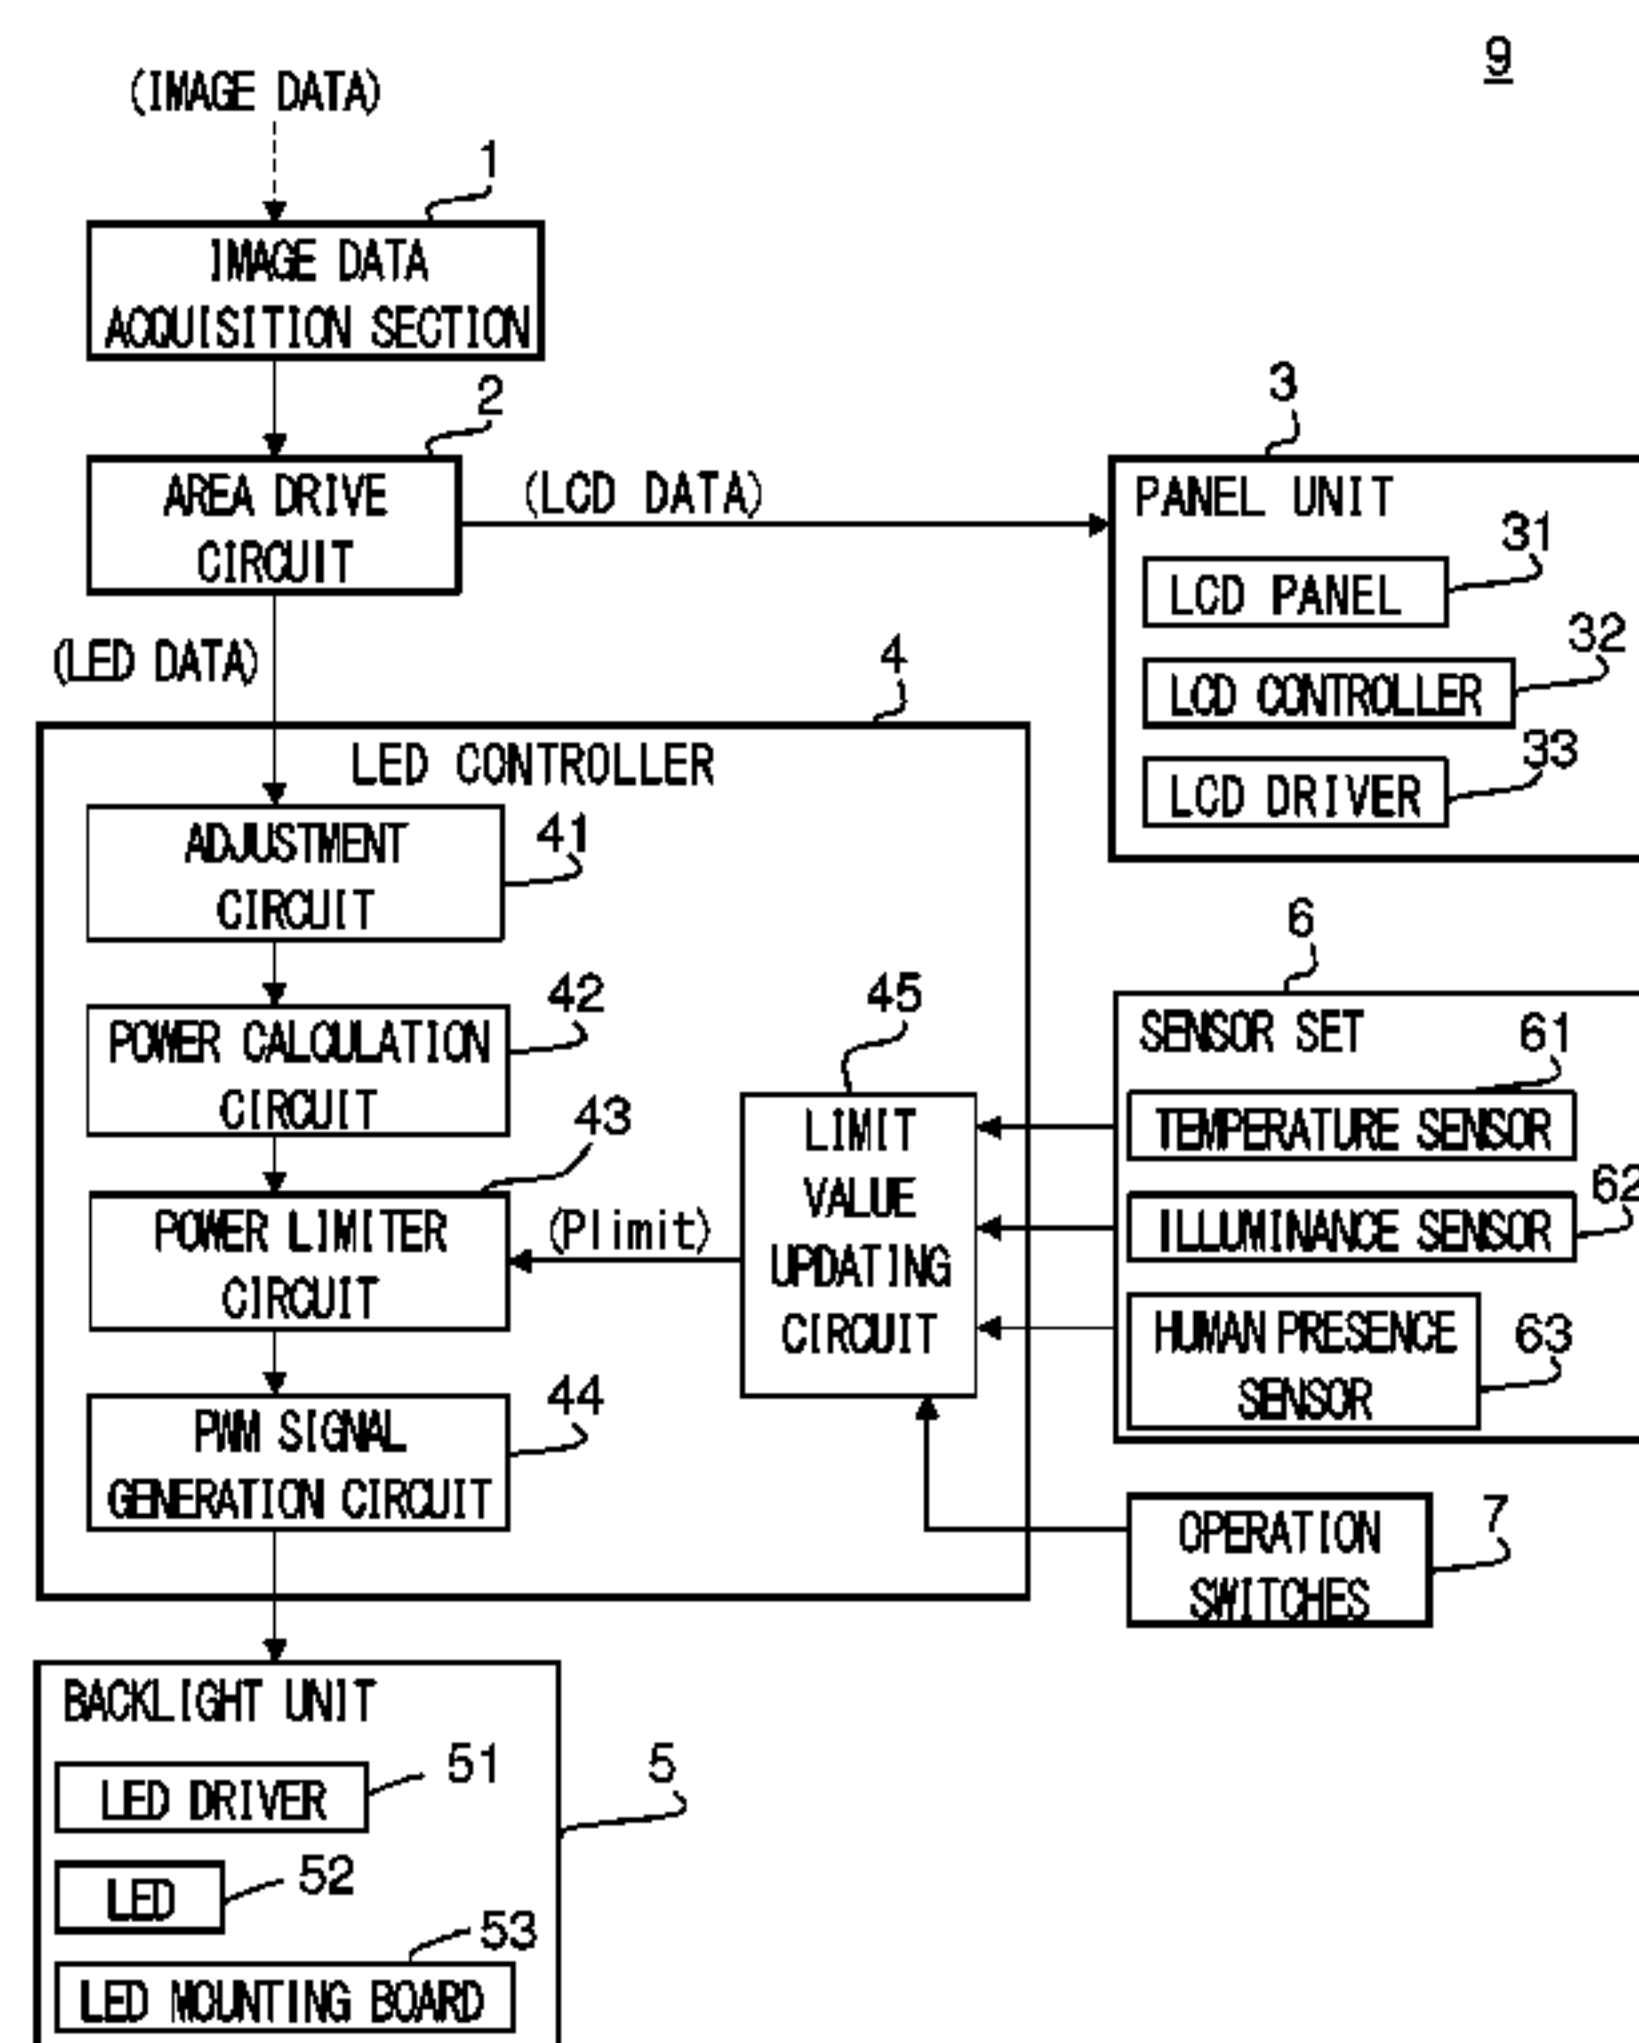 9
(IMAGE DATA)
1
IMAGE DATA
ACQUISITION SECTION
2
AREA DRIVE
CIRCUIT
(LCD DATA)
3
PANEL UNIT
31
LCD PANEL
32
LCD CONTROLLER
33
LCD DRIVER
(LED DATA)
4
LED CONTROLLER
41
ADJUSTMENT
CIRCUIT
42
POWER CALCULATION
CIRCUIT
43
POWER LIMITER
CIRCUIT
(Plimit)
44
PWM SIGNAL
GENERATION CIRCUIT
45
LIMIT
VALUE
UPDATING
CIRCUIT
6
SENSOR SET
61
TEMPERATURE SENSOR
62
ILLUMINANCE SENSOR
HUMAN PRESENCE
SENSOR
63
OPERATION
SWITCHES
7
BACKLIGHT UNIT
5
LED DRIVER
51
LED
52
53
LED MOUNTING BOARD